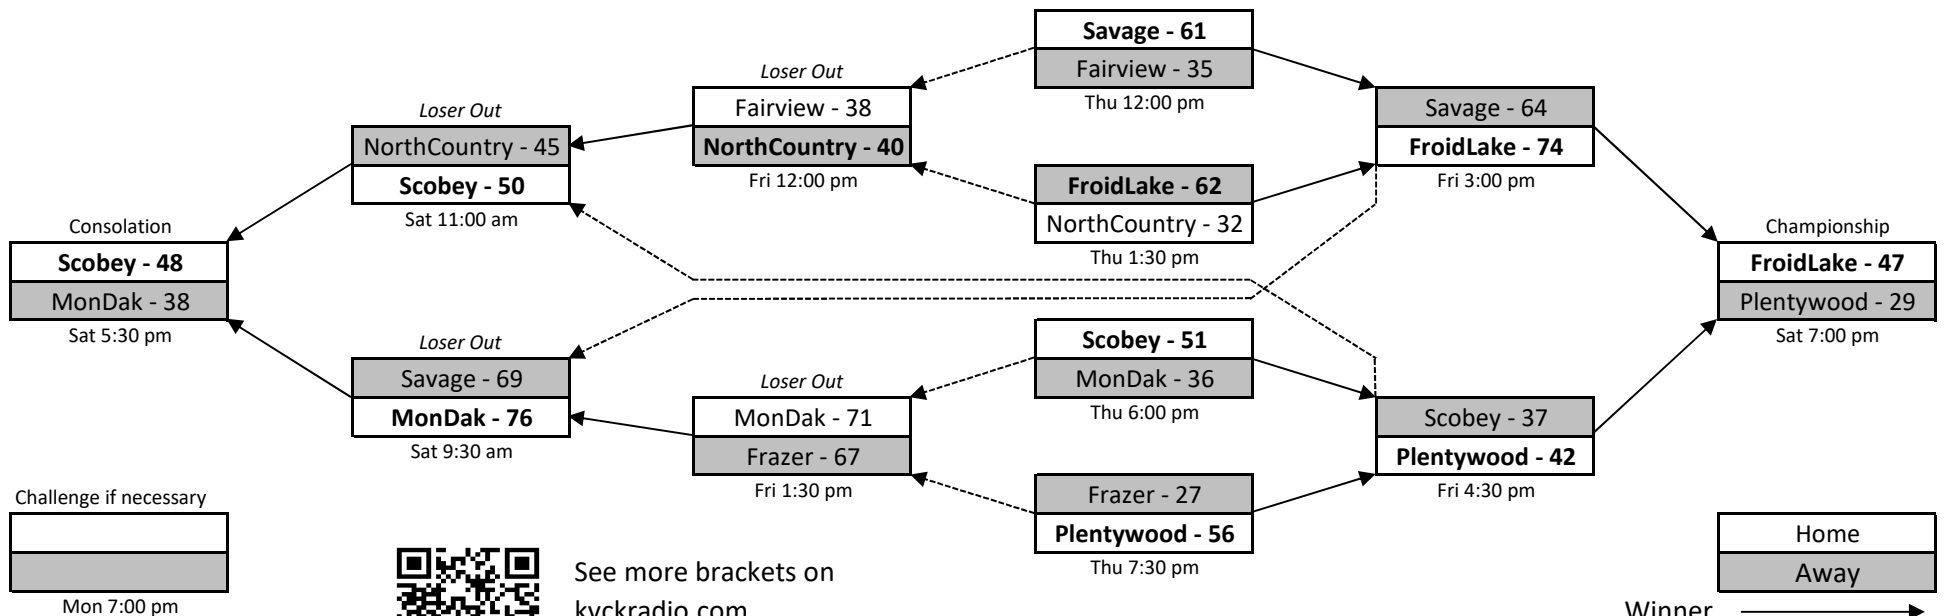 Consolation
Scobey - 48
MonDak - 38
Sat 5:30 pm
Challenge if necessary
Mon 7:00 pm
Loser Out
NorthCountry - 45
Scobey - 50
Sat 11:00 am
Loser Out
Savage - 69
MonDak - 76
Sat 9:30 am
Loser Out
Fairview - 38
NorthCountry - 40
Fri 12:00 pm
Loser Out
MonDak - 71
Frazer - 67
Fri 1:30 pm
Savage - 61
Fairview - 35
Thu 12:00 pm
FroidLake - 62
NorthCountry - 32
Thu 1:30 pm
Scobey - 51
MonDak - 36
Thu 6:00 pm
Frazer - 27
Plentywood - 56
Thu 7:30 pm
Savage - 64
FroidLake - 74
Fri 3:00 pm
Scobey - 37
Plentywood - 42
Fri 4:30 pm
Championship
FroidLake - 47
Plentywood - 29
Sat 7:00 pm
See more brackets on
kyckradio.com
Home
Away
Winner